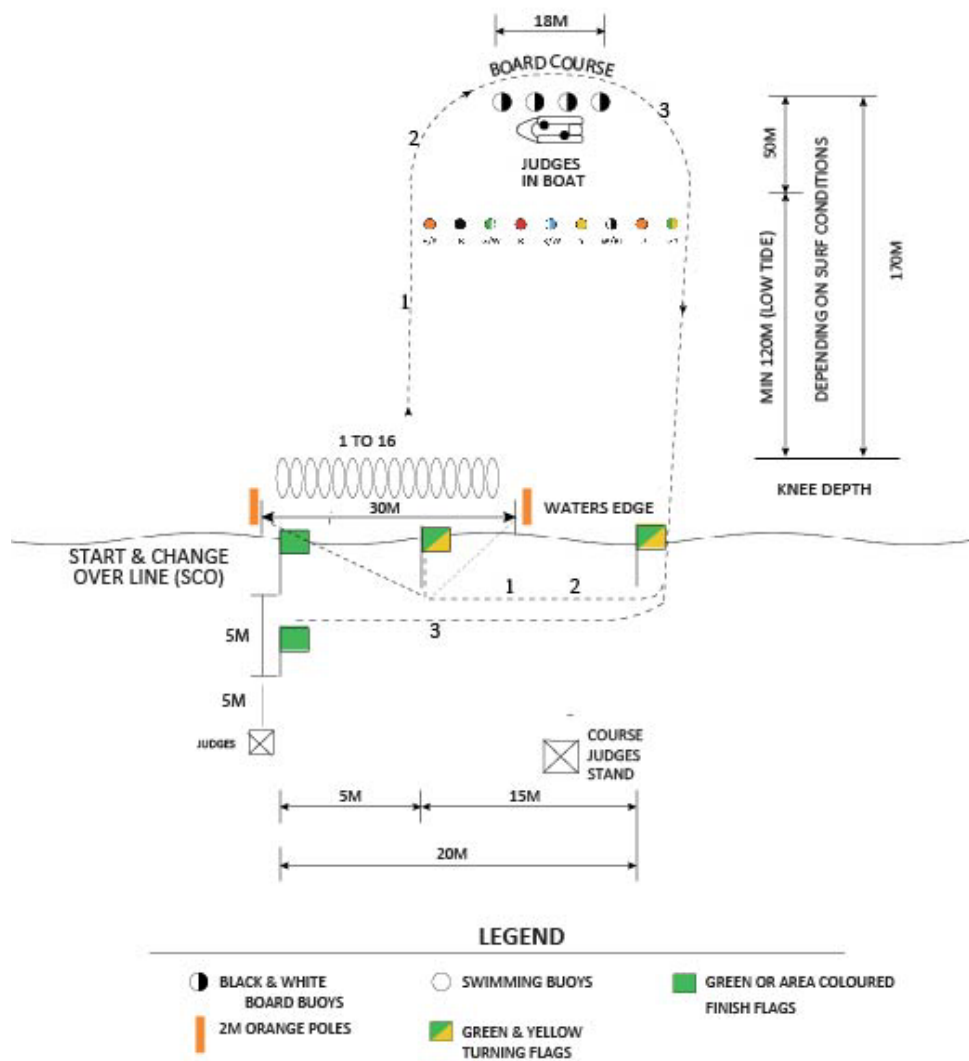 18M
BOARD COURSE
2
3
JUDGES
IN BOAT
50M
MIN 120M (LOW TIDE)
DEPENDING ON SURF CONDITIONS
170M
1
1 TO 16
KNEE DEPTH
30M
WATERS EDGE
START & CHANGE
OVER LINE (SCO)
1
2
3
5M
5M
JUDGES
COURSE
JUDGES
STAND
5M
15M
20M
LEGEND
BLACK & WHITE
BOARD BUOYS
SWIMMING BUOYS
GREEN OR AREA COLOURED
FINISH FLAGS
2M ORANGE POLES
GREEN & YELLOW
TURNING FLAGS